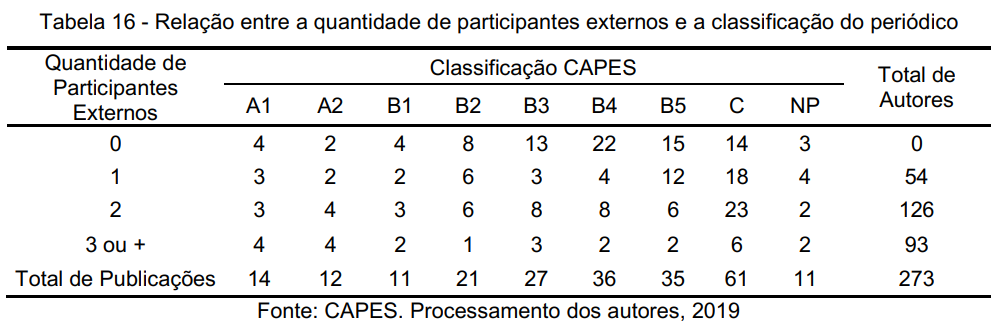 Tabela 16 - Relação entre a quantidade de participantes externos e a classificação do periódico
Quantidade de Participantes Externos Classificação CAPES Total de Autores
A1 A2 B1 B2 B3 B4 B5 C NP
0 4 2 4 8 13 22 15 14 3 0
1 3 2 2 6 3 4 12 18 4 54
2 3 4 3 6 8 8 6 23 2 126
3 ou + 4 4 2 1 3 2 2 6 2 93
Total de Publicações 14 12 11 21 27 36 35 61 11 273
Fonte: CAPES. Processamento dos autores, 2019